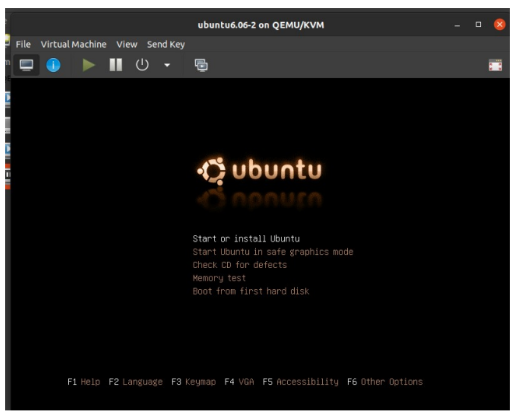 ubuntu6.06-2 on QEMU/KVM
File Virtual Machine View Send Key
ubuntu
Start or install Ubuntu
Start Ubuntu in safe graphics mode
Check CD for defects
Memory test
Boot from first hard disk
F1 Help F2 Language F3 Keymap F4 VGA F5 Accessibility F6 Other Options